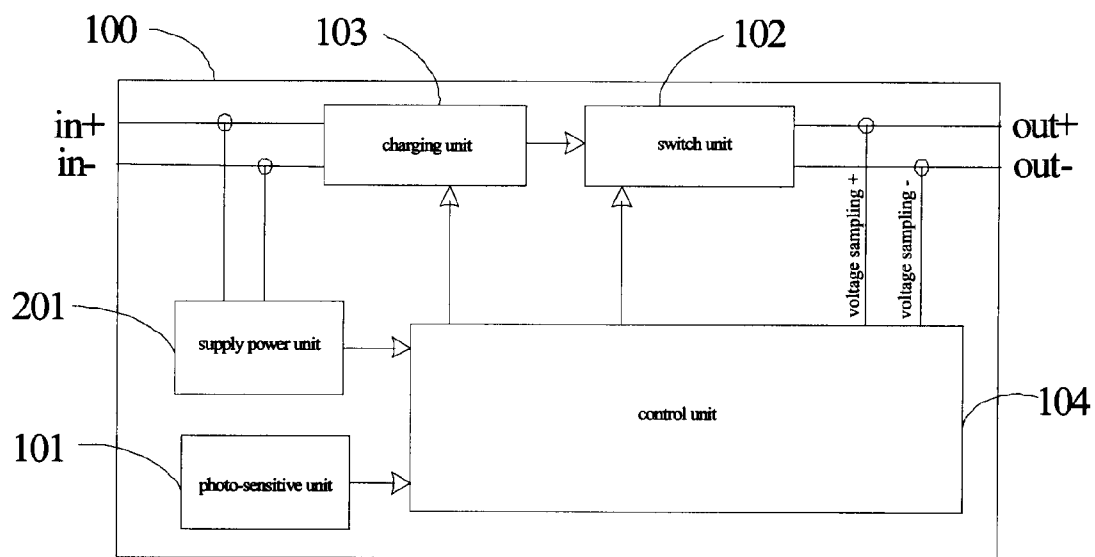 100
103
102
in+
in-
charging unit
switch unit
out+
out-
voltage sampling +
voltage sampling -
201
supply power unit
control unit
104
101
photo-sensitive unit